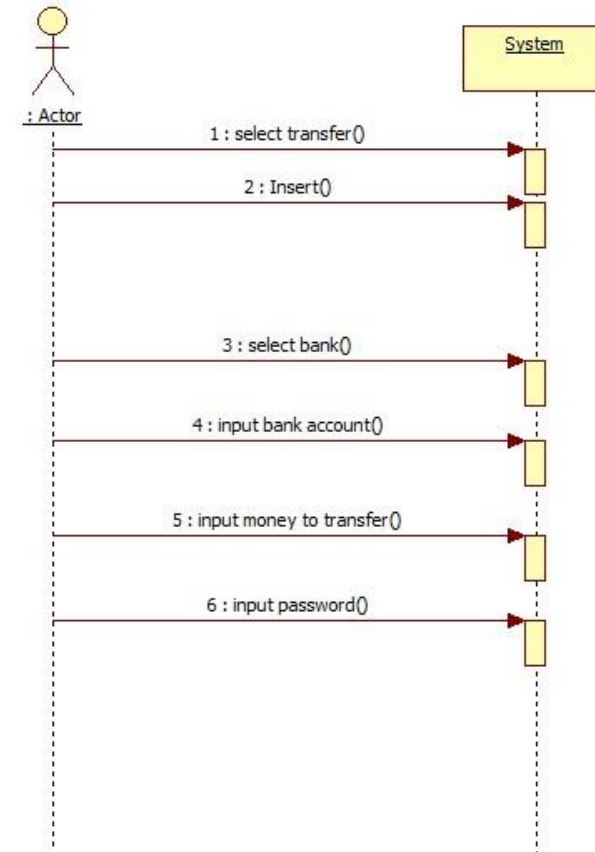 System
: Actor
1 : select transfer()
2 : Insert()
3 : select bank()
4 : input bank account()
5 : input money to transfer()
6 : input password()